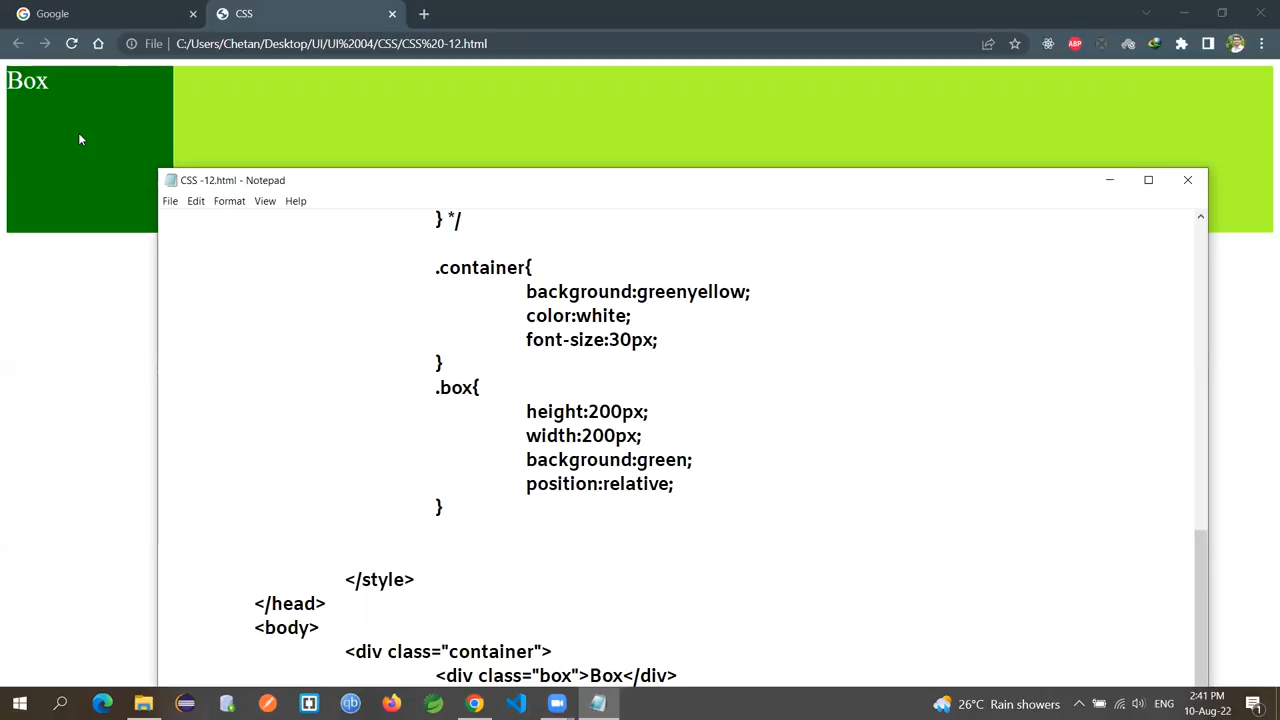 Google
CSS
File
C:/Users/Chetan/Desktop/UI/UI%2004/CSS/CSS%20-12.html
ABP
Box
CSS -12.html - Notepad
File Edit Format View Help
} */
.container{
background:greenyellow;
color:white;
font-size:30px;
}
.box{
height:200px;
width:200px;
background:green;
position:relative;
}
</style>
</head>
<body>
<div class="container">
<div class="box">Box</div>
qb
26°C Rain showers
ENG
2:41 PM
10-Aug-22
1